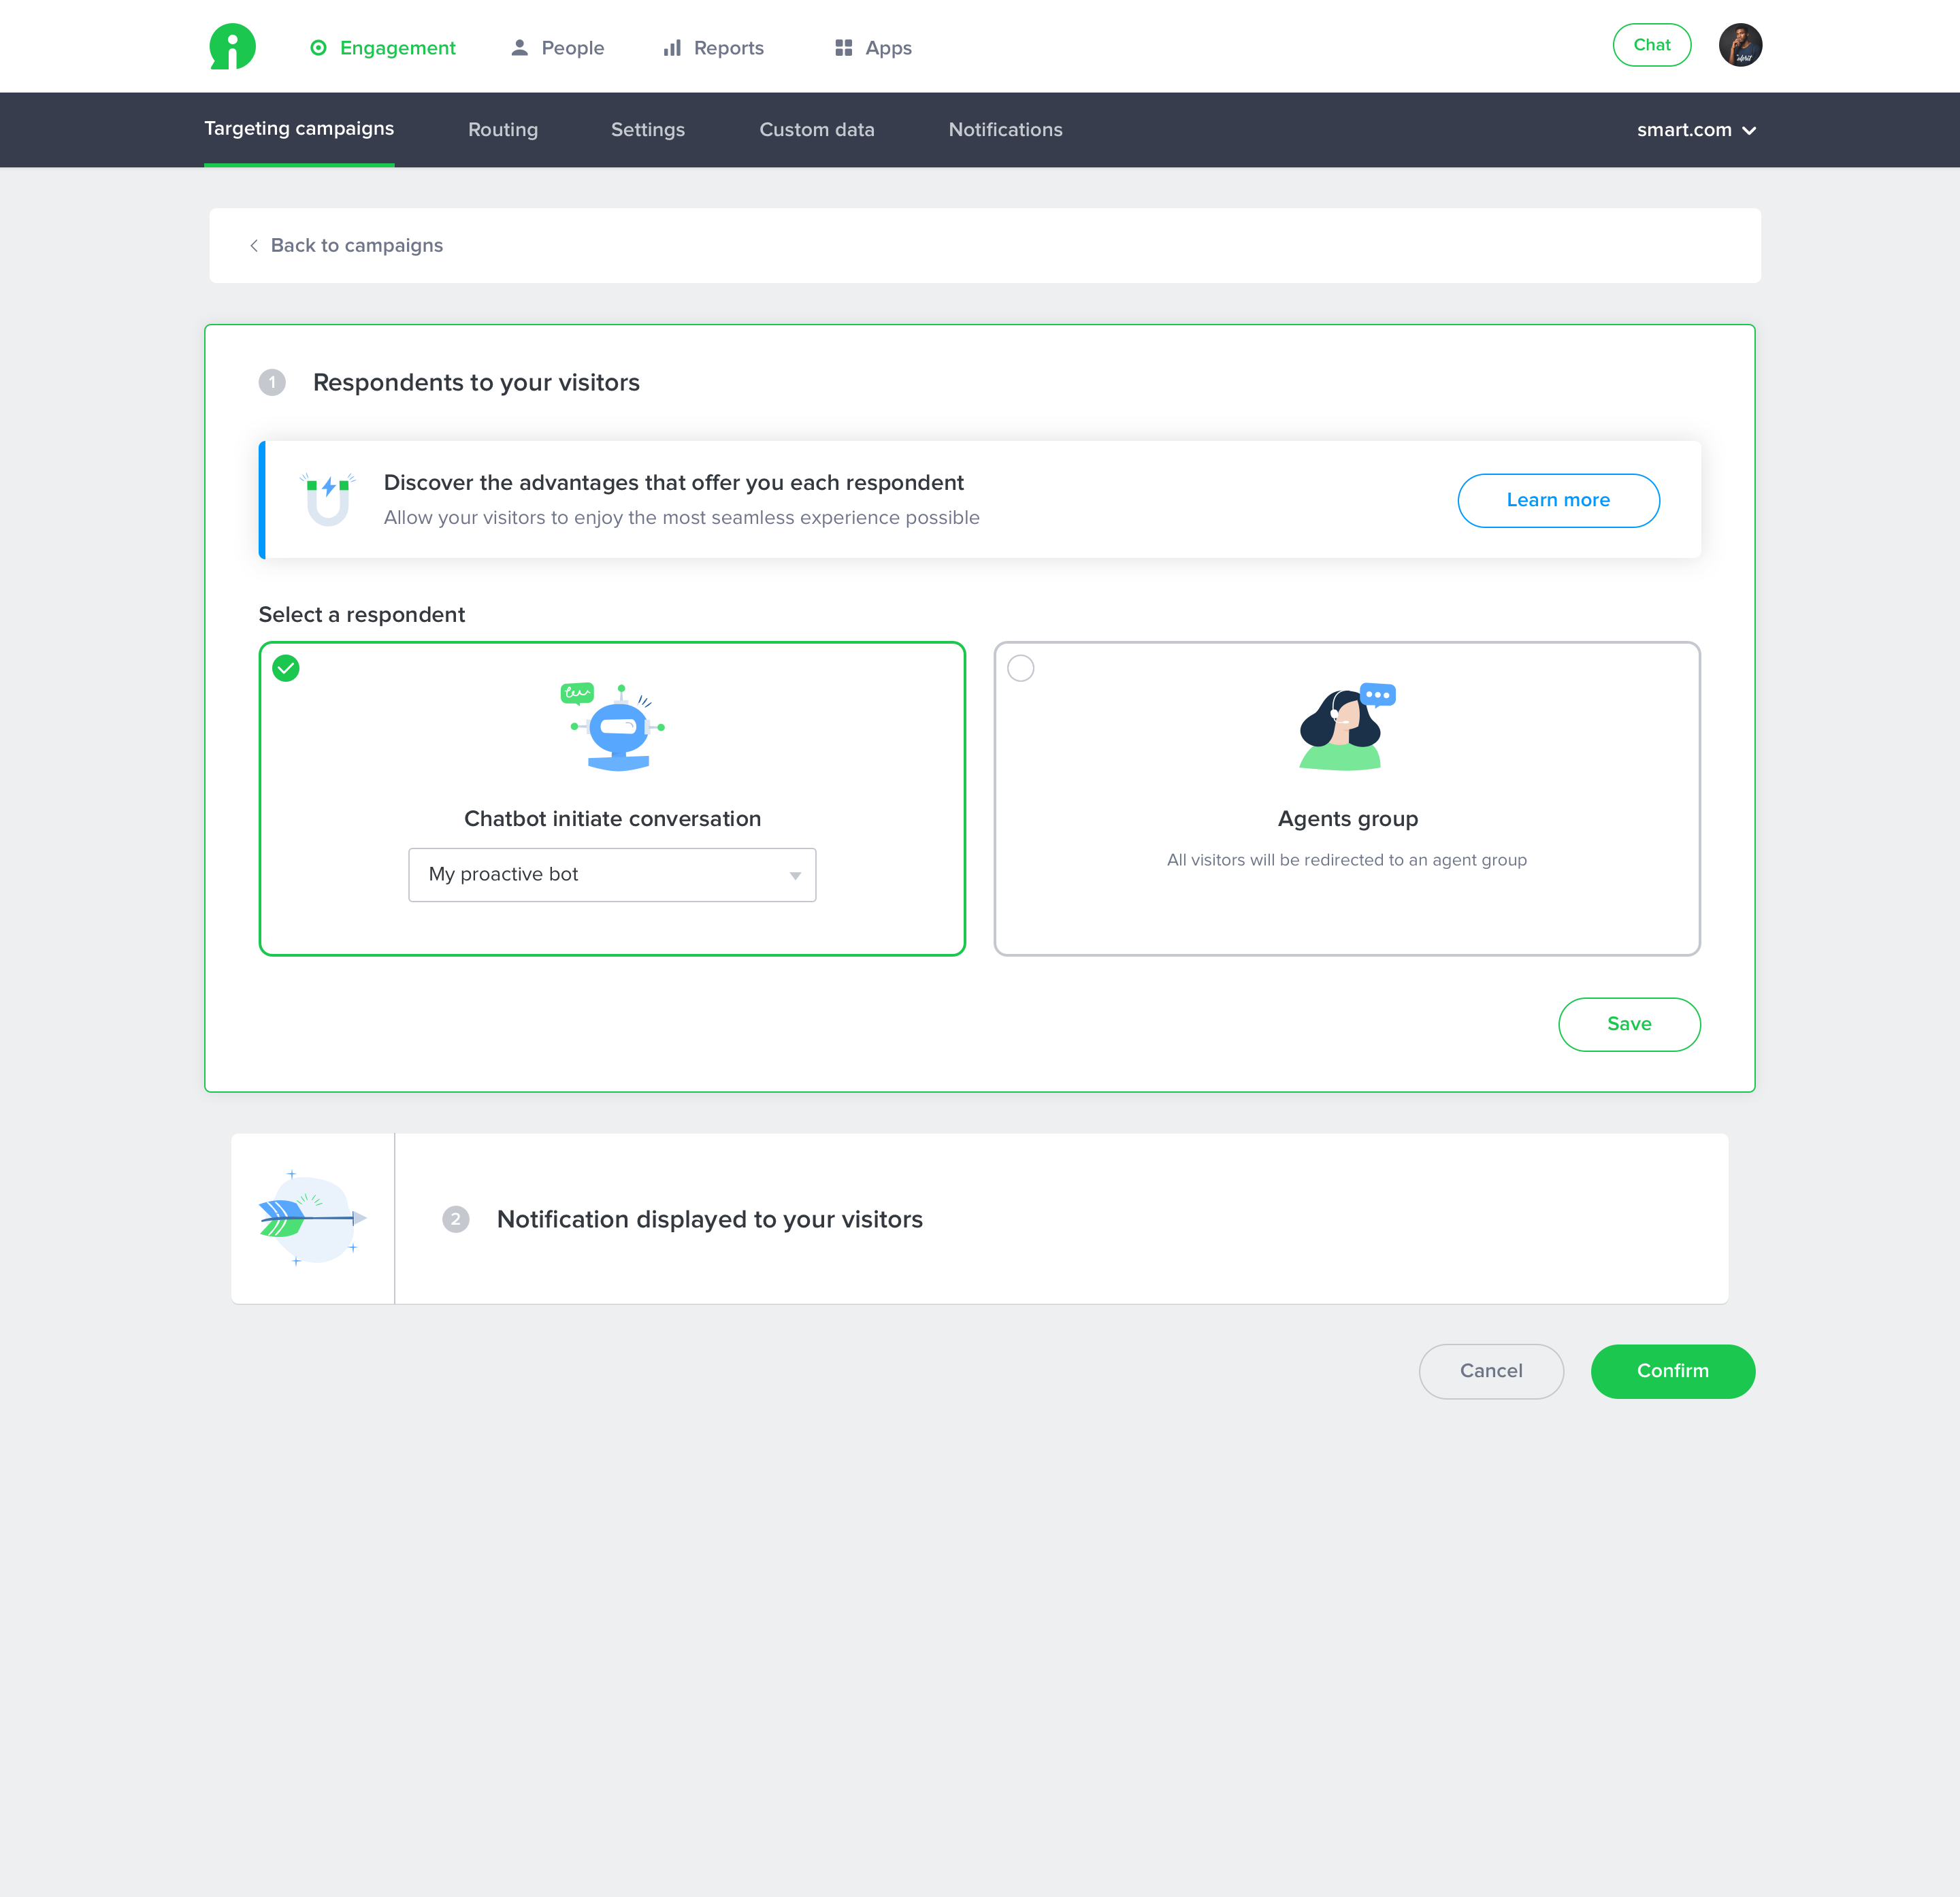 Engagement
People
Reports
Apps
Chat
Targeting campaigns
Routing
Settings
Custom data
Notifications
smart.com
Back to campaigns
1
Respondents to your visitors
Discover the advantages that offer you each respondent
Allow your visitors to enjoy the most seamless experience possible
Learn more
Select a respondent
Chatbot initiate conversation
My proactive bot
Agents group
All visitors will be redirected to an agent group
Save
2
Notification displayed to your visitors
Cancel
Confirm